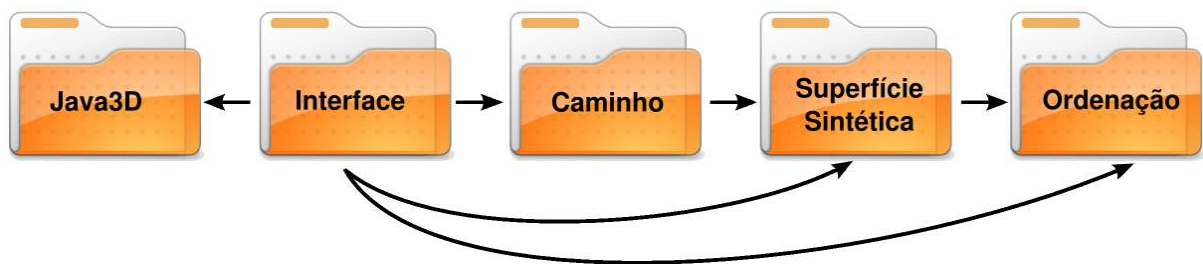 Java3D
Interface
Caminho
Superfície
Sintética
Ordenação